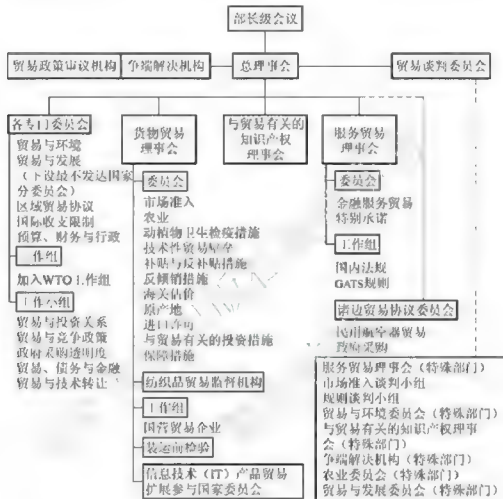 部长级会议
贸易政策审议机构
争端解决机构
总理事会
贸易谈判委员会
各专门委员会
贸易与环境
贸易与发展
（下设最不发达国家
分委员会）
区域贸易协议
国际收支限制
预算、财务与行政
工作组
加入WTO工作组
工作小组
贸易与投资关系
贸易与竞争政策
政府采购透明度
贸易、债务与金融
贸易与技术转让
货物贸易
理事会
委员会
市场准入
农业
动植物卫生检疫措施
技术性贸易壁垒
补贴与反补贴措施
反倾销措施
海关估价
原产地
进口许可
与贸易有关的投资措施
保障措施
纺织品贸易监督机构
工作组
国营贸易企业
装运前检验
信息技术（IT）产品贸易
扩展参与国家委员会
与贸易有关的
知识产权
理事会
服务贸易
理事会
委员会
金融服务贸易
特别承诺
工作组
国内法规
GATS规则
诸边贸易协议委员会
民用航空器贸易
政府采购
服务贸易理事会（特殊部门）
市场准入谈判小组
规则谈判小组
贸易与环境委员会（特殊部门）
与贸易有关的知识产权理事
会（特殊部门）
争端解决机构（特殊部门）
农业委员会（特殊部门）
贸易与发展委员会（特殊部门）